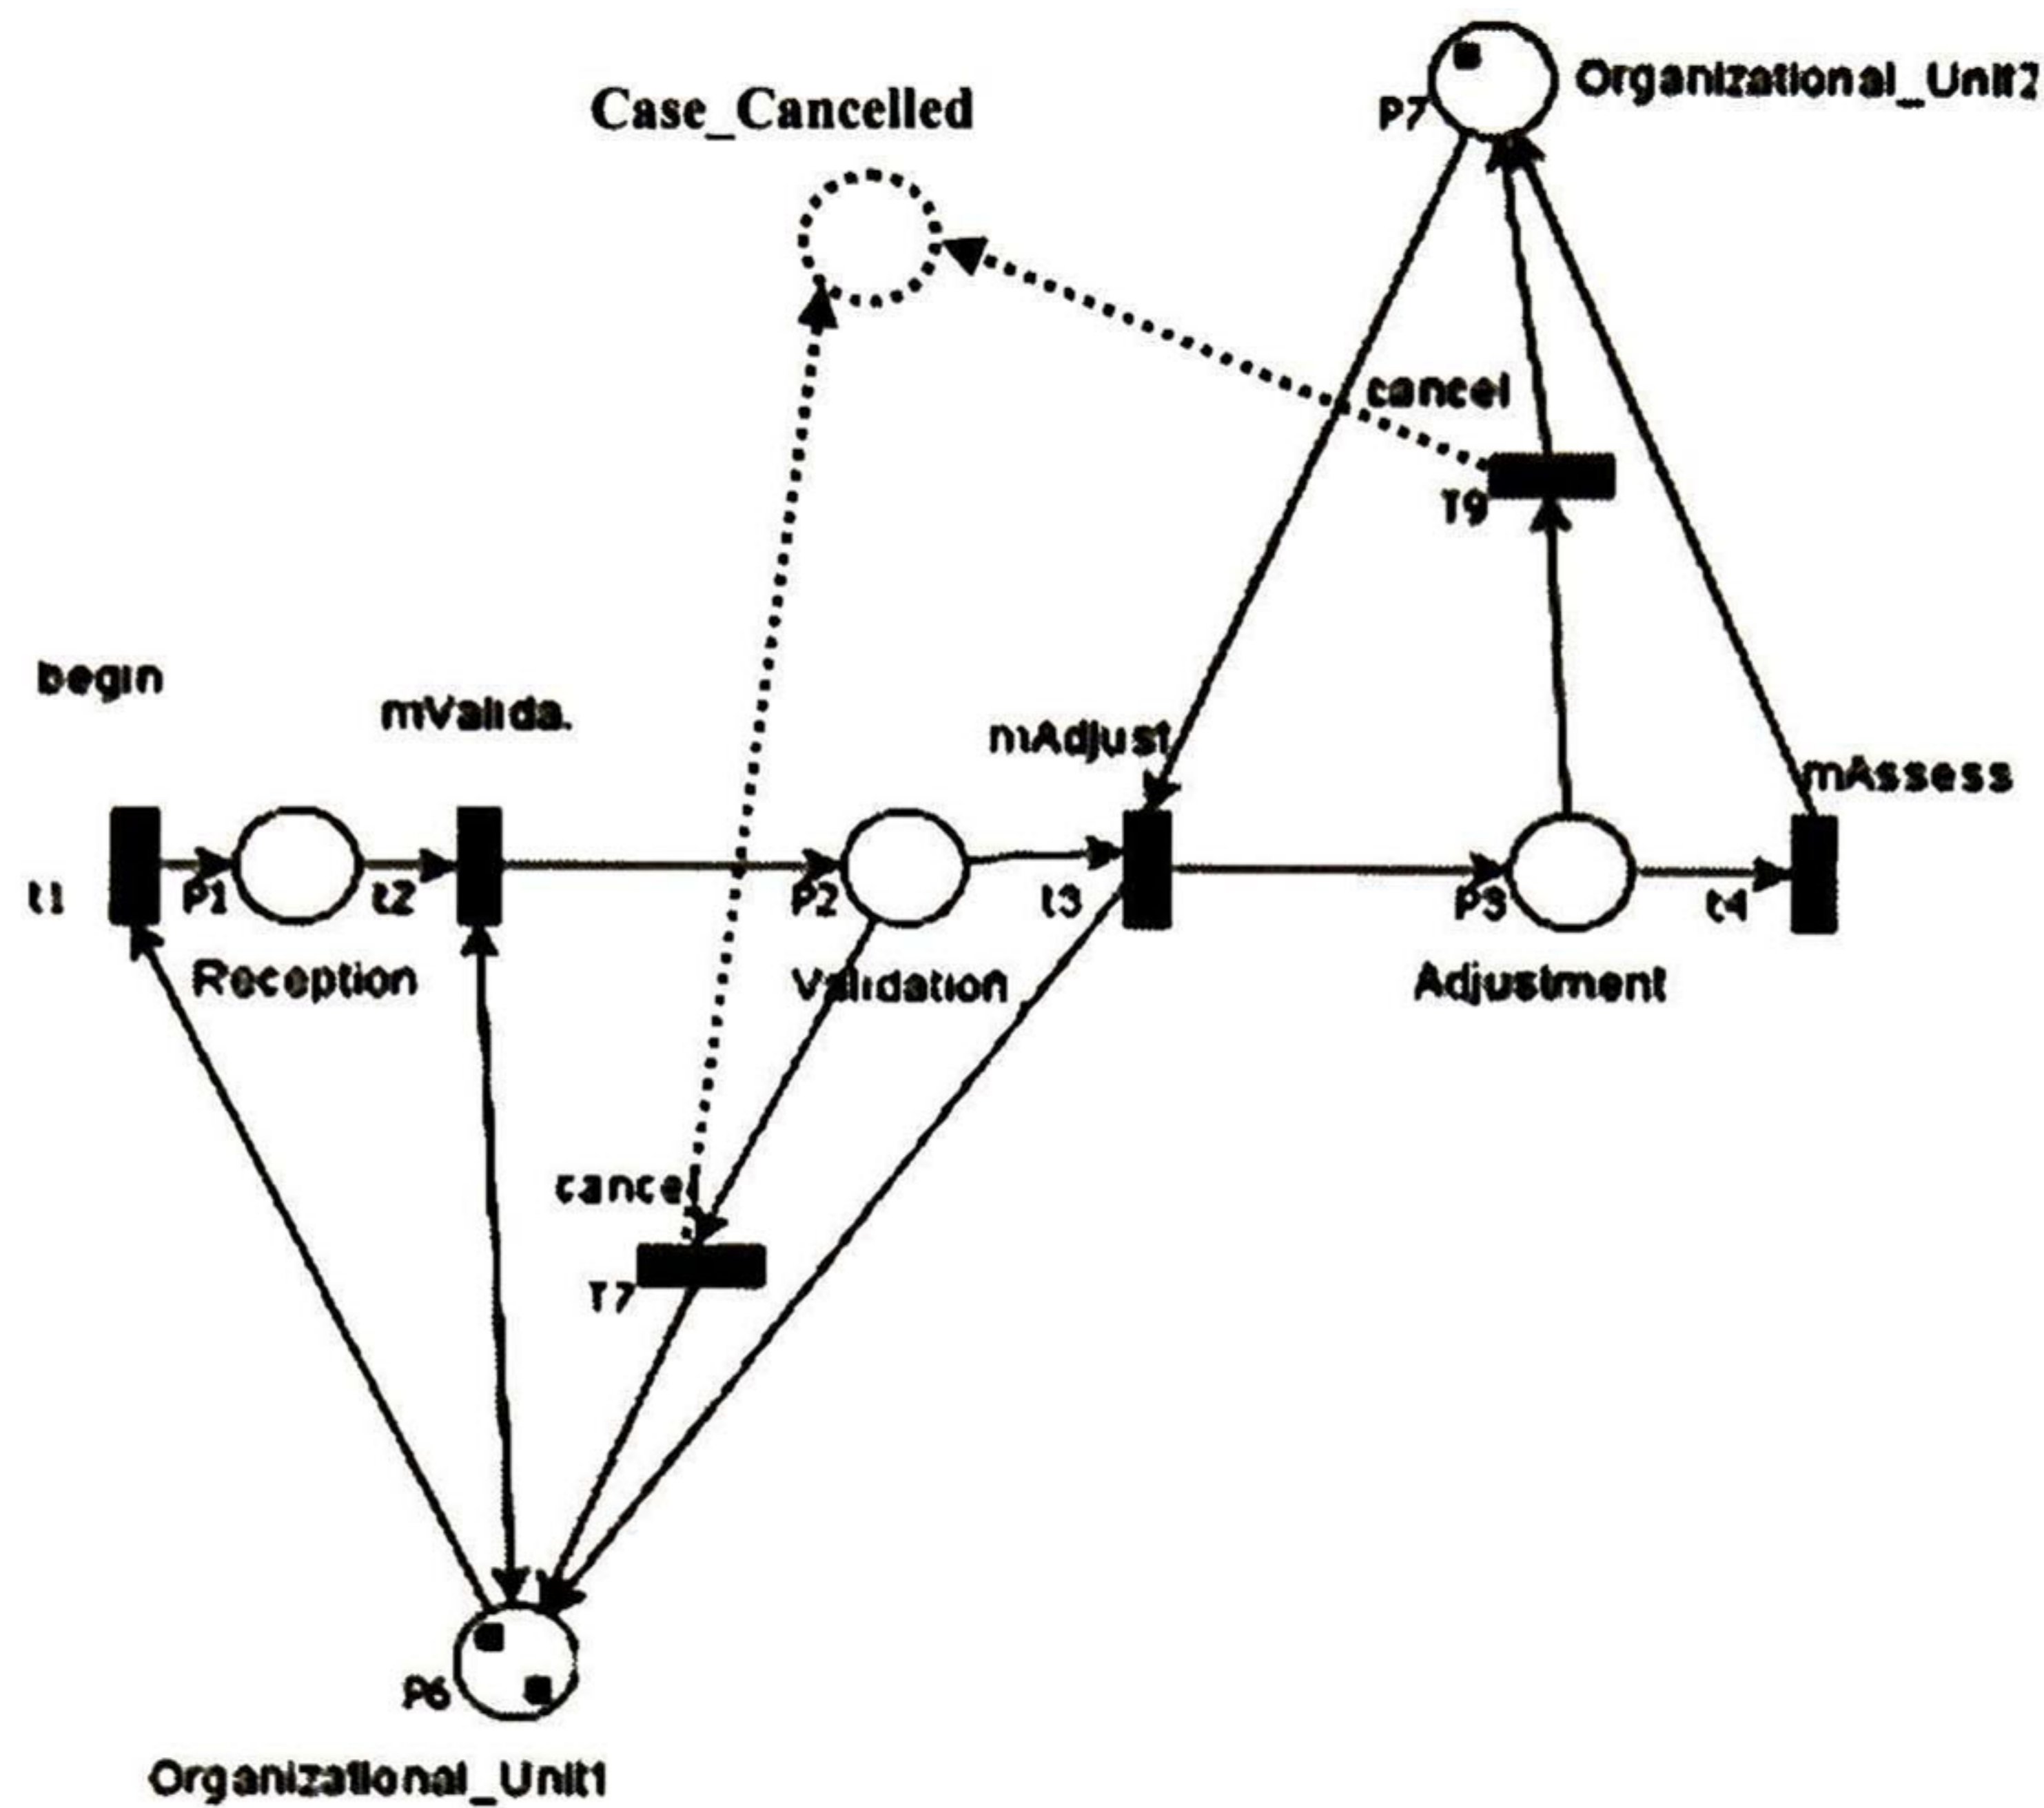 Organizational_Unit2
P7
Case_Cancelled
cancel
T9
begin
mValida.
mAdjust
mAssess
t1
P1
t2
P2
t3
P3
t4
Reception
Validation
Adjustment
cancel
T7
P6
Organizational_Unit1